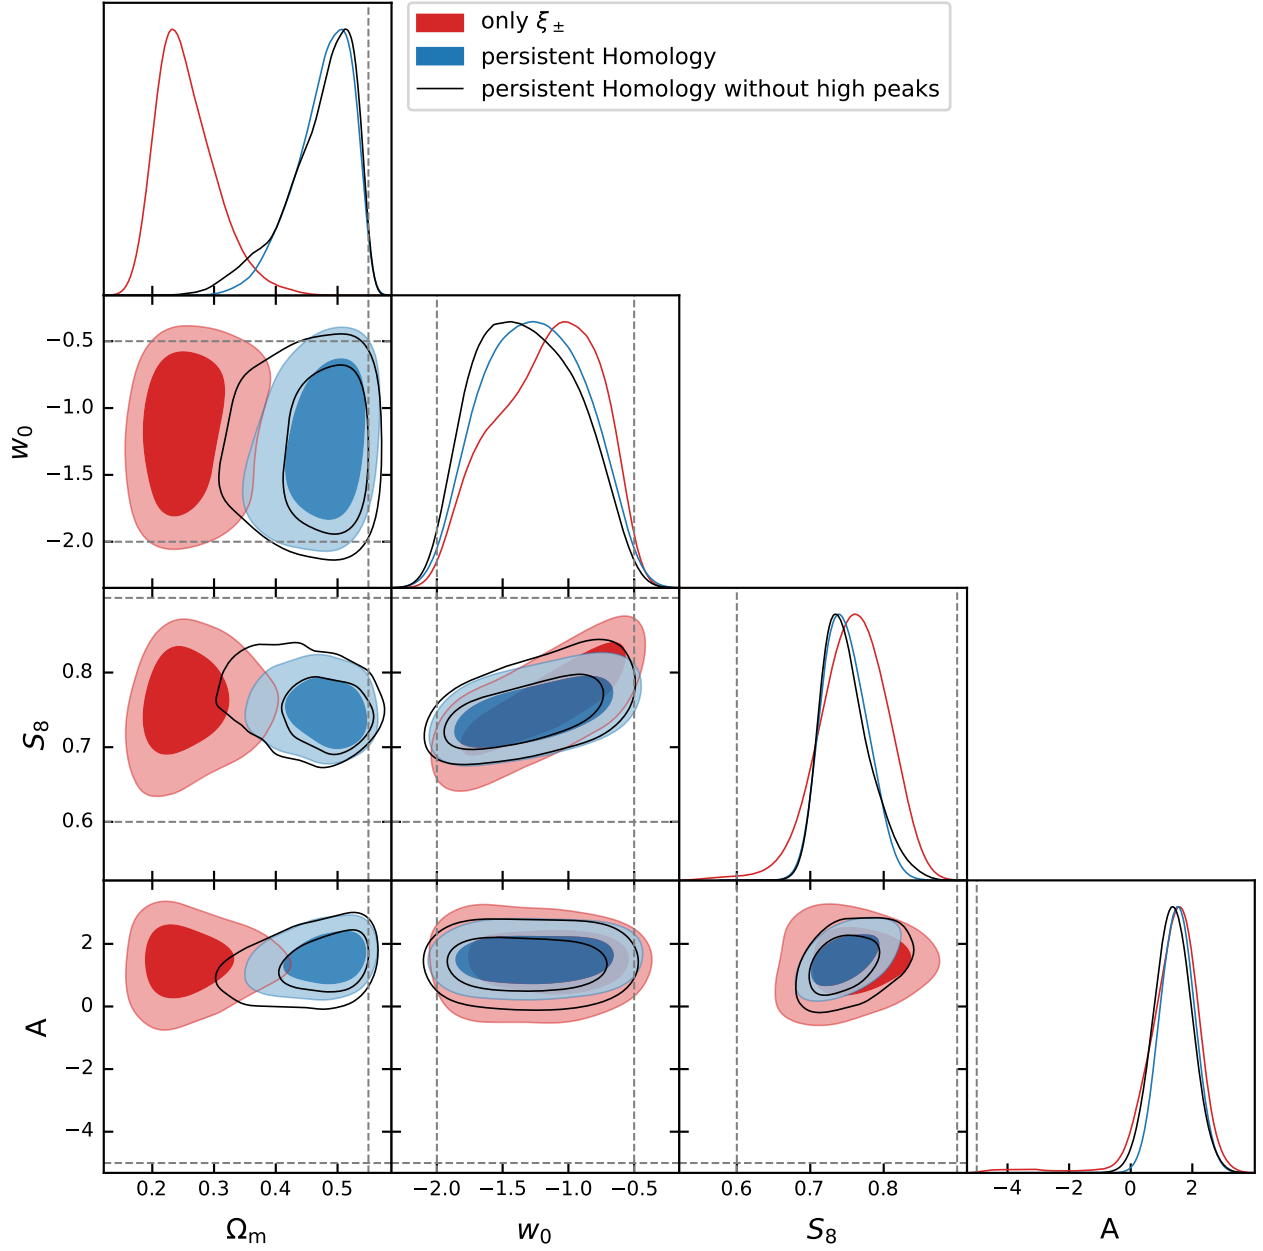 only ξ±
persistent Homology
persistent Homology without high peaks
−0.5
−1.0
−1.5
−2.0
w₀
0.8
0.7
0.6
S₈
2
0
−2
−4
A
0.2 0.3 0.4 0.5
−2.0 −1.5 −1.0 −0.5
0.6 0.7 0.8
−4 −2 0 2
Ωₘ w₀ S₈ A